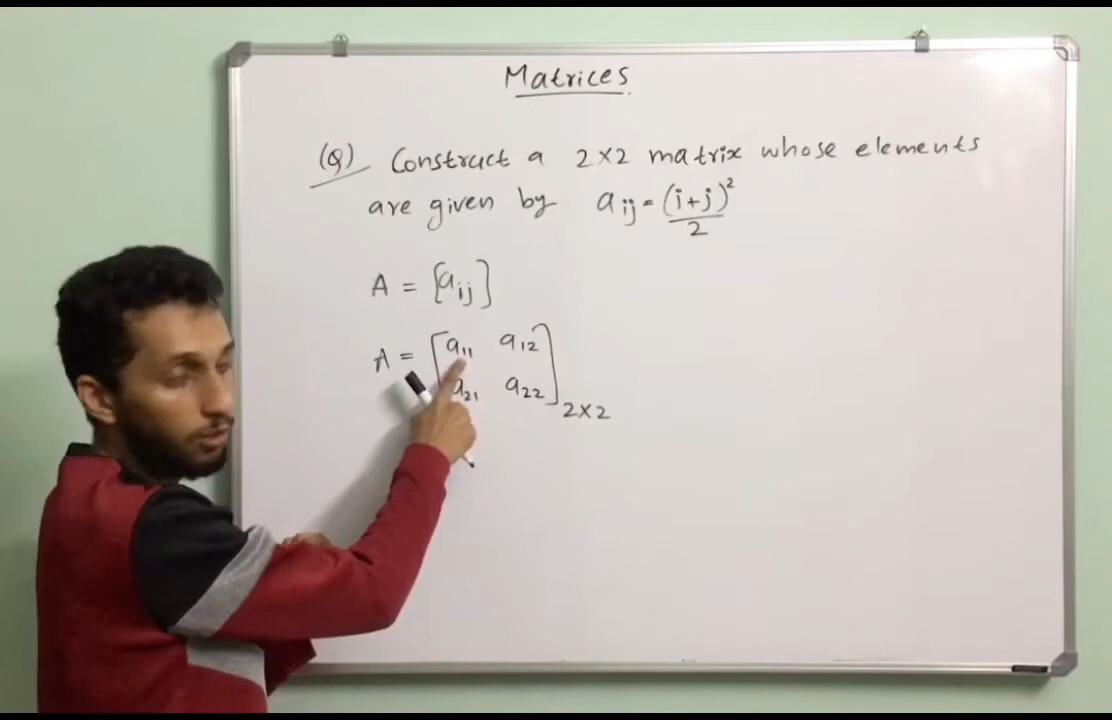 Matrices
(Q) Construct a 2×2 matrix whose elements
are given by a ij = (i+j)²/2
A = [aij]
A = [a11 a12
a21 a22] 2×2